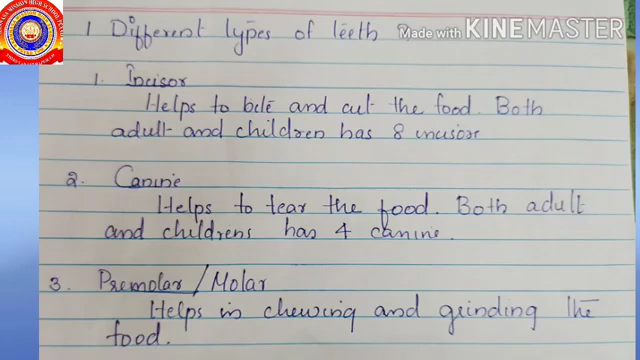 1 Different types of teeth
Made with KINEMASTER
1. Incisor
Helps to bite and cut the food. Both
adult and children has 8 incisors
2. Canine
Helps to tear the food. Both adult
and childrens has 4 canine.
3. Premolar / Molar
Helps in chewing and grinding the
food.